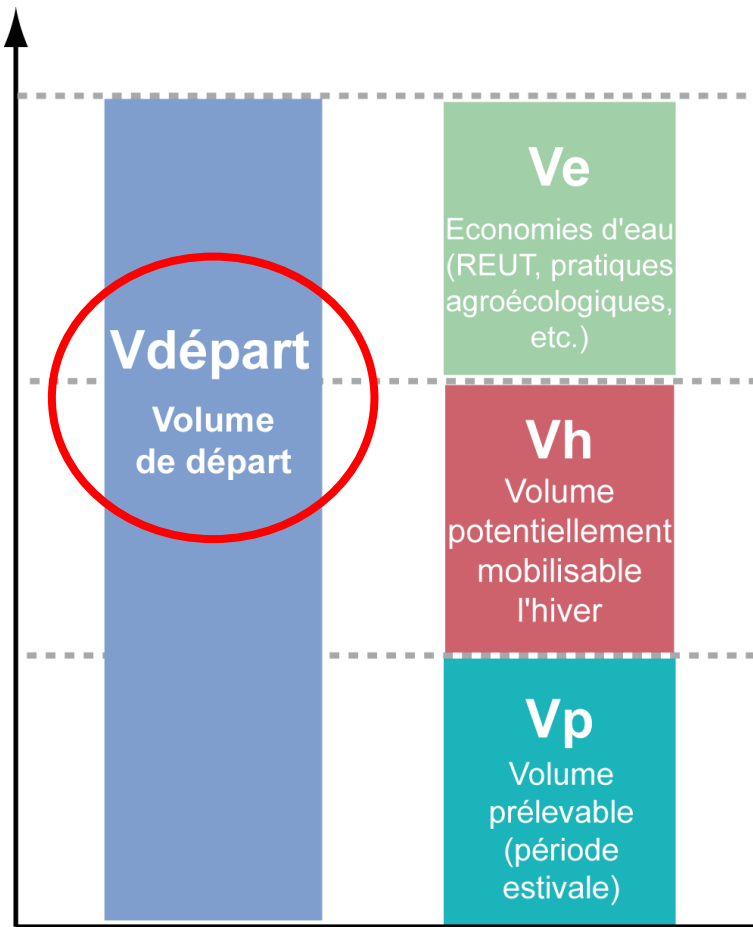 Vdépart
Volume
de départ
Ve
Economies d'eau
(REUT, pratiques
agroécologiques,
etc.)
Vh
Volume
potentiellement
mobilisable
l'hiver
Vp
Volume
prélevable
(période
estivale)